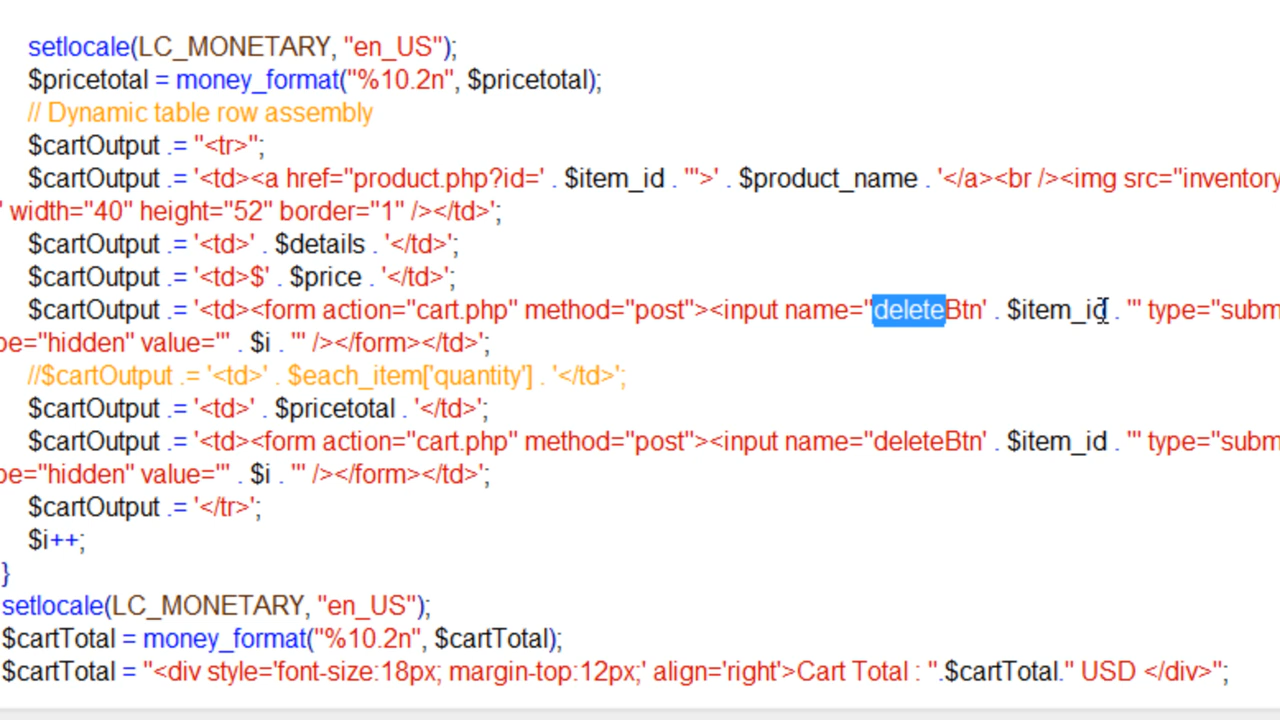 setlocale(LC_MONETARY, "en_US");
$pricetotal = money_format("%10.2n", $pricetotal);
// Dynamic table row assembly
$cartOutput .= "<tr>";
$cartOutput .= '<td><a href="product.php?id=' . $item_id . '">' . $product_name . '</a><br /><img src="inventory
' width="40" height="52" border="1" /></td>';
$cartOutput .= '<td>' . $details . '</td>';
$cartOutput .= '<td>$' . $price . '</td>';
$cartOutput .= '<td><form action="cart.php" method="post"><input name="deleteBtn' . $item_id . '" type="subm
pe="hidden" value="' . $i . '" /></form></td>';
//$cartOutput .= '<td>' . $each_item['quantity'] . '</td>';
$cartOutput .= '<td>' . $pricetotal . '</td>';
$cartOutput .= '<td><form action="cart.php" method="post"><input name="deleteBtn' . $item_id . '" type="subm
pe="hidden" value="' . $i . '" /></form></td>';
$cartOutput .= '</tr>';
$i++;
}
setlocale(LC_MONETARY, "en_US");
$cartTotal = money_format("%10.2n", $cartTotal);
$cartTotal = "<div style='font-size:18px; margin-top:12px;' align='right'>Cart Total : ".$cartTotal." USD </div>";